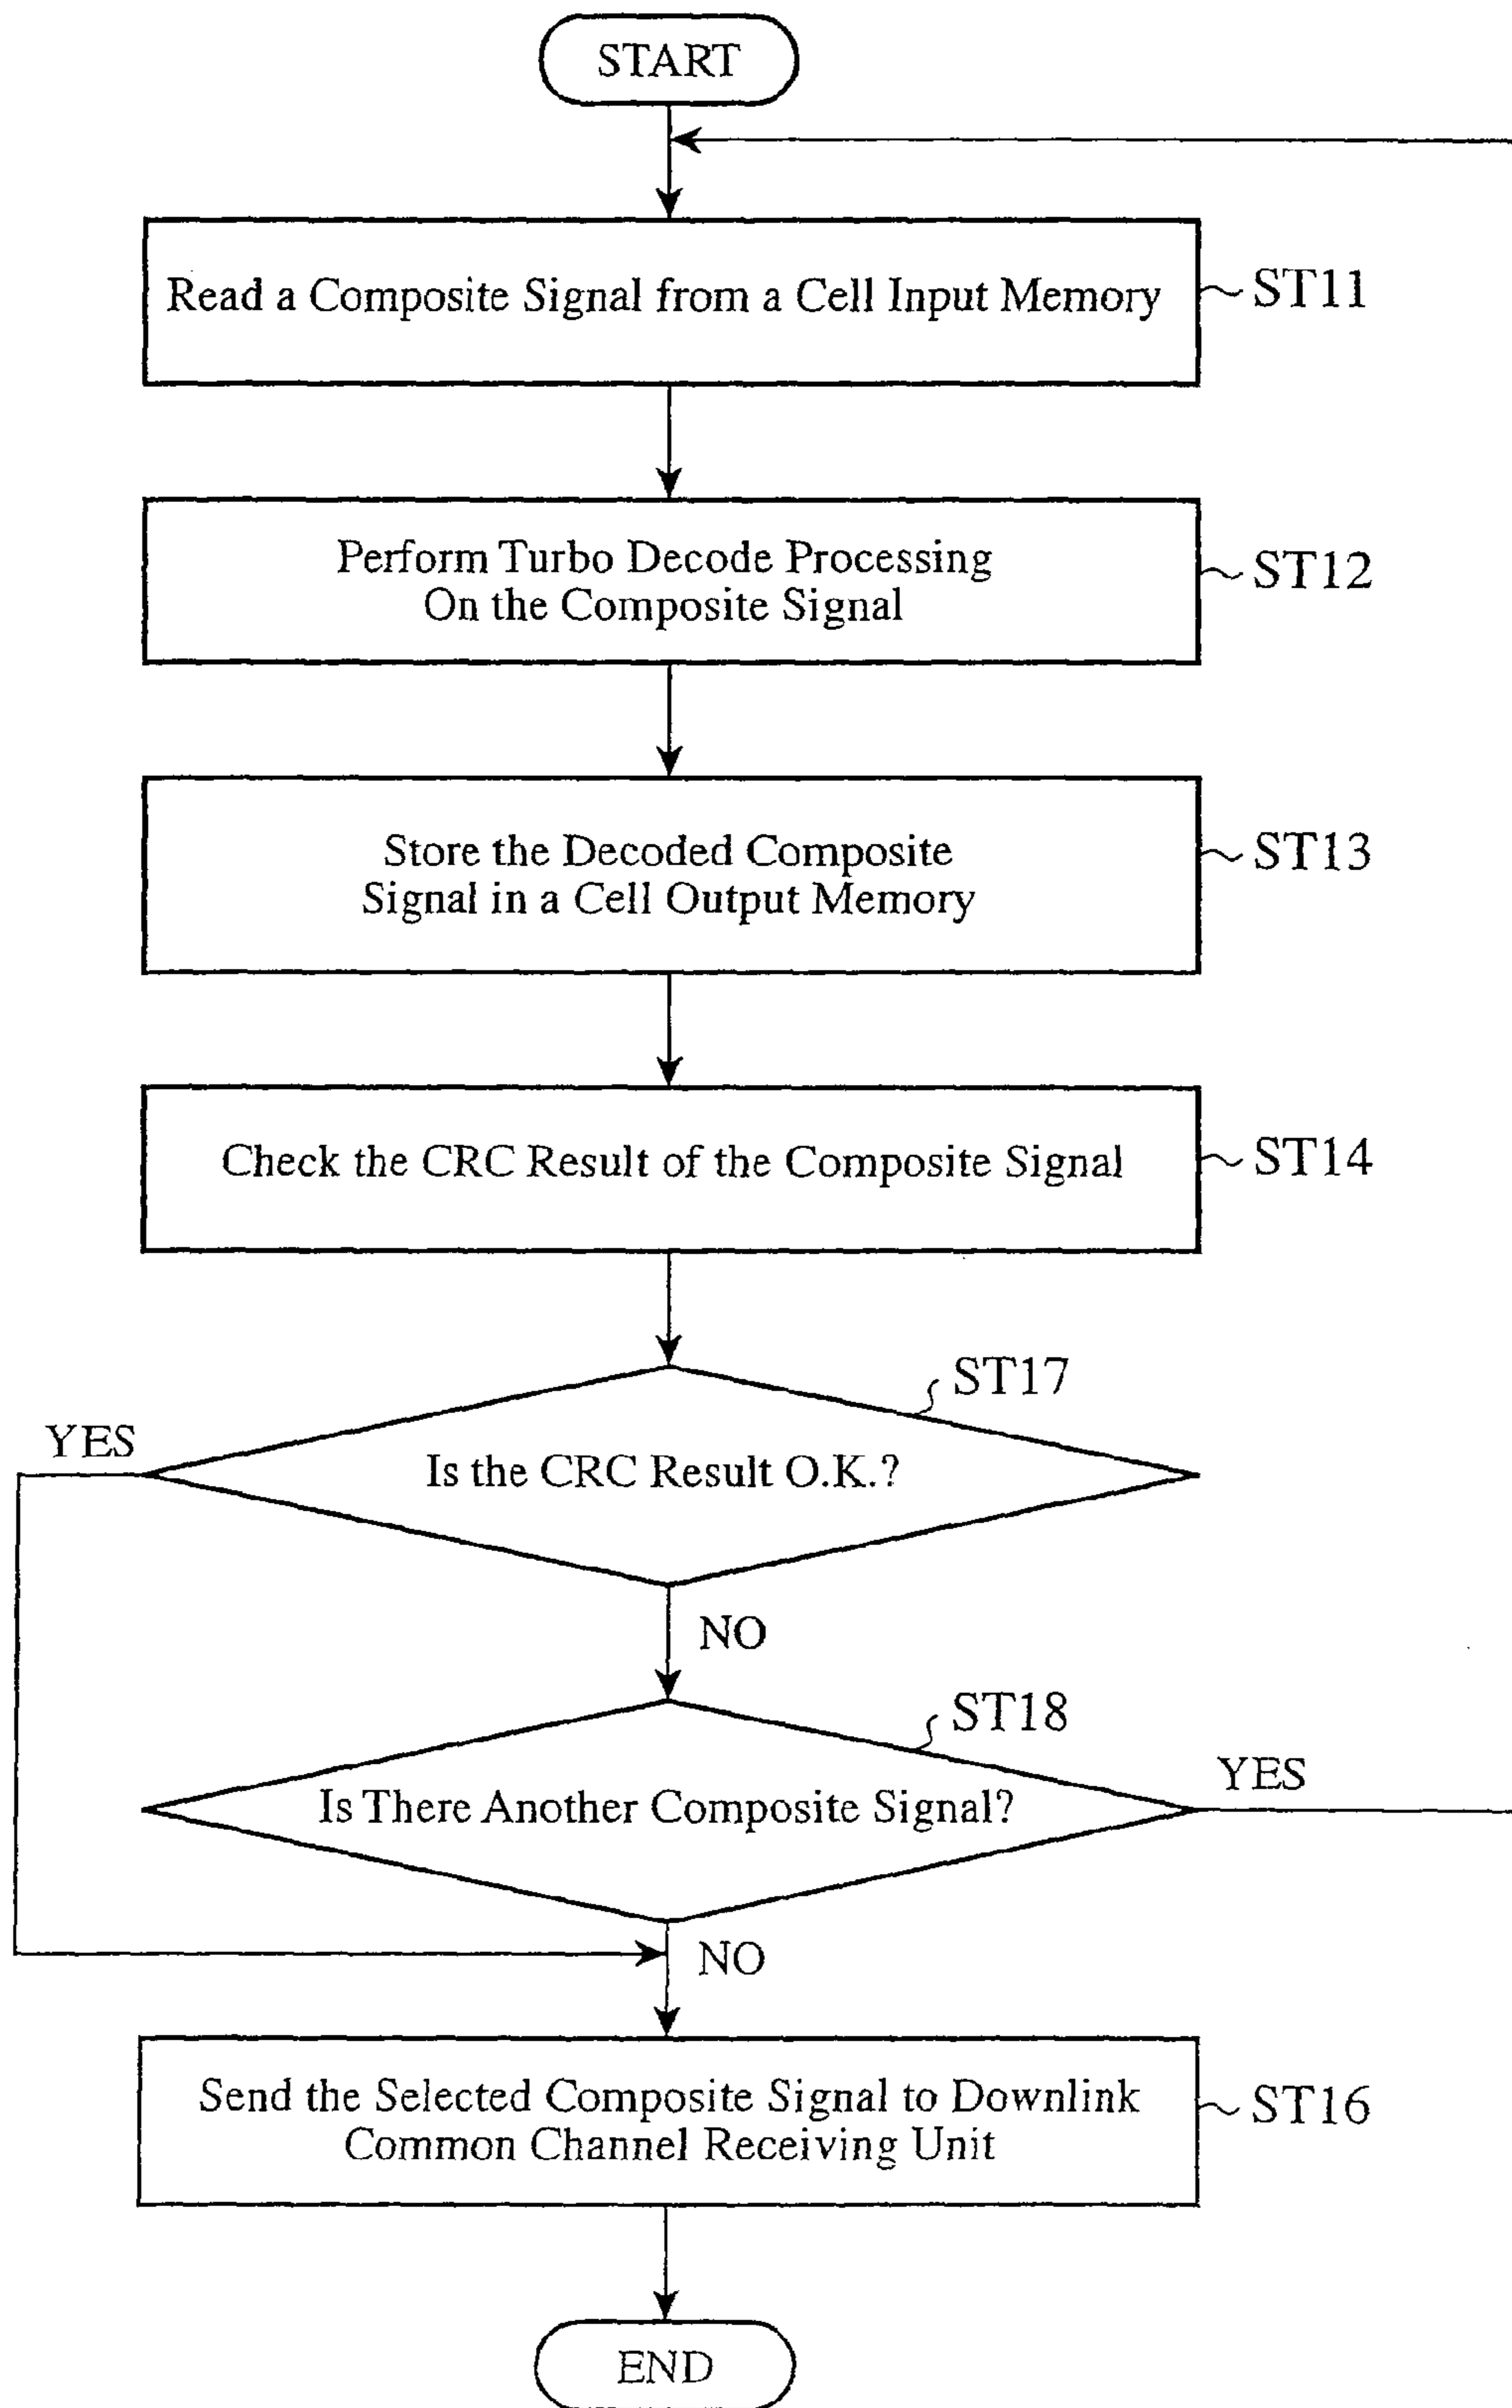 START
Read a Composite Signal from a Cell Input Memory
ST11
Perform Turbo Decode Processing
On the Composite Signal
ST12
Store the Decoded Composite
Signal in a Cell Output Memory
ST13
Check the CRC Result of the Composite Signal
ST14
ST17
YES
Is the CRC Result O.K.?
NO
ST18
YES
Is There Another Composite Signal?
NO
Send the Selected Composite Signal to Downlink
Common Channel Receiving Unit
ST16
END